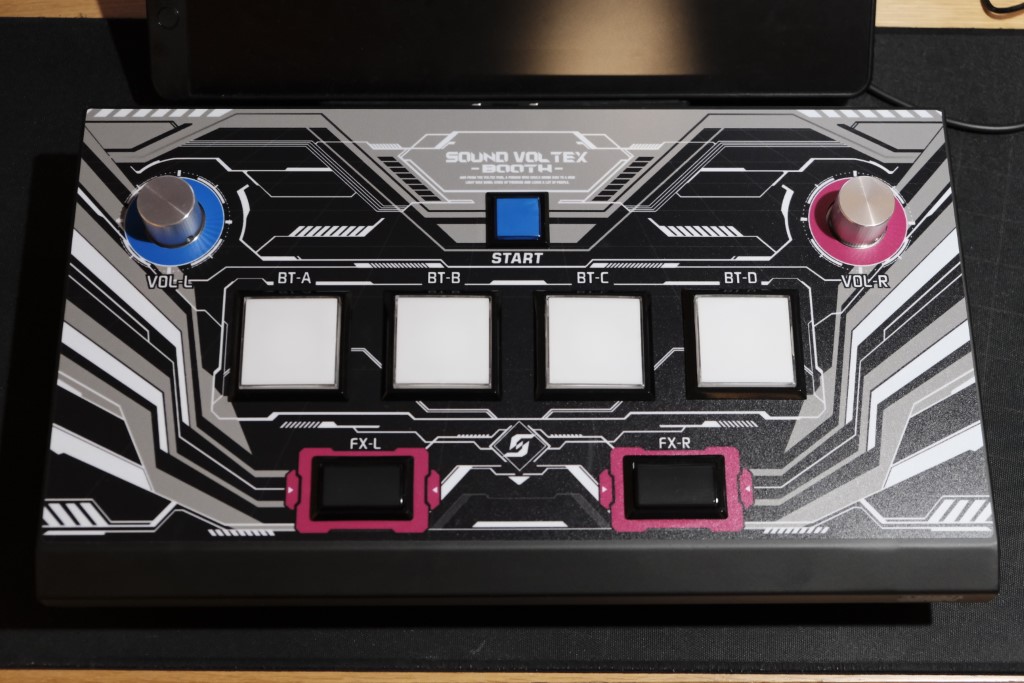 SOUND VOLTEX
-BOOTH-
START
VOL-L
VOL-R
BT-A
BT-B
BT-C
BT-D
FX-L
FX-R